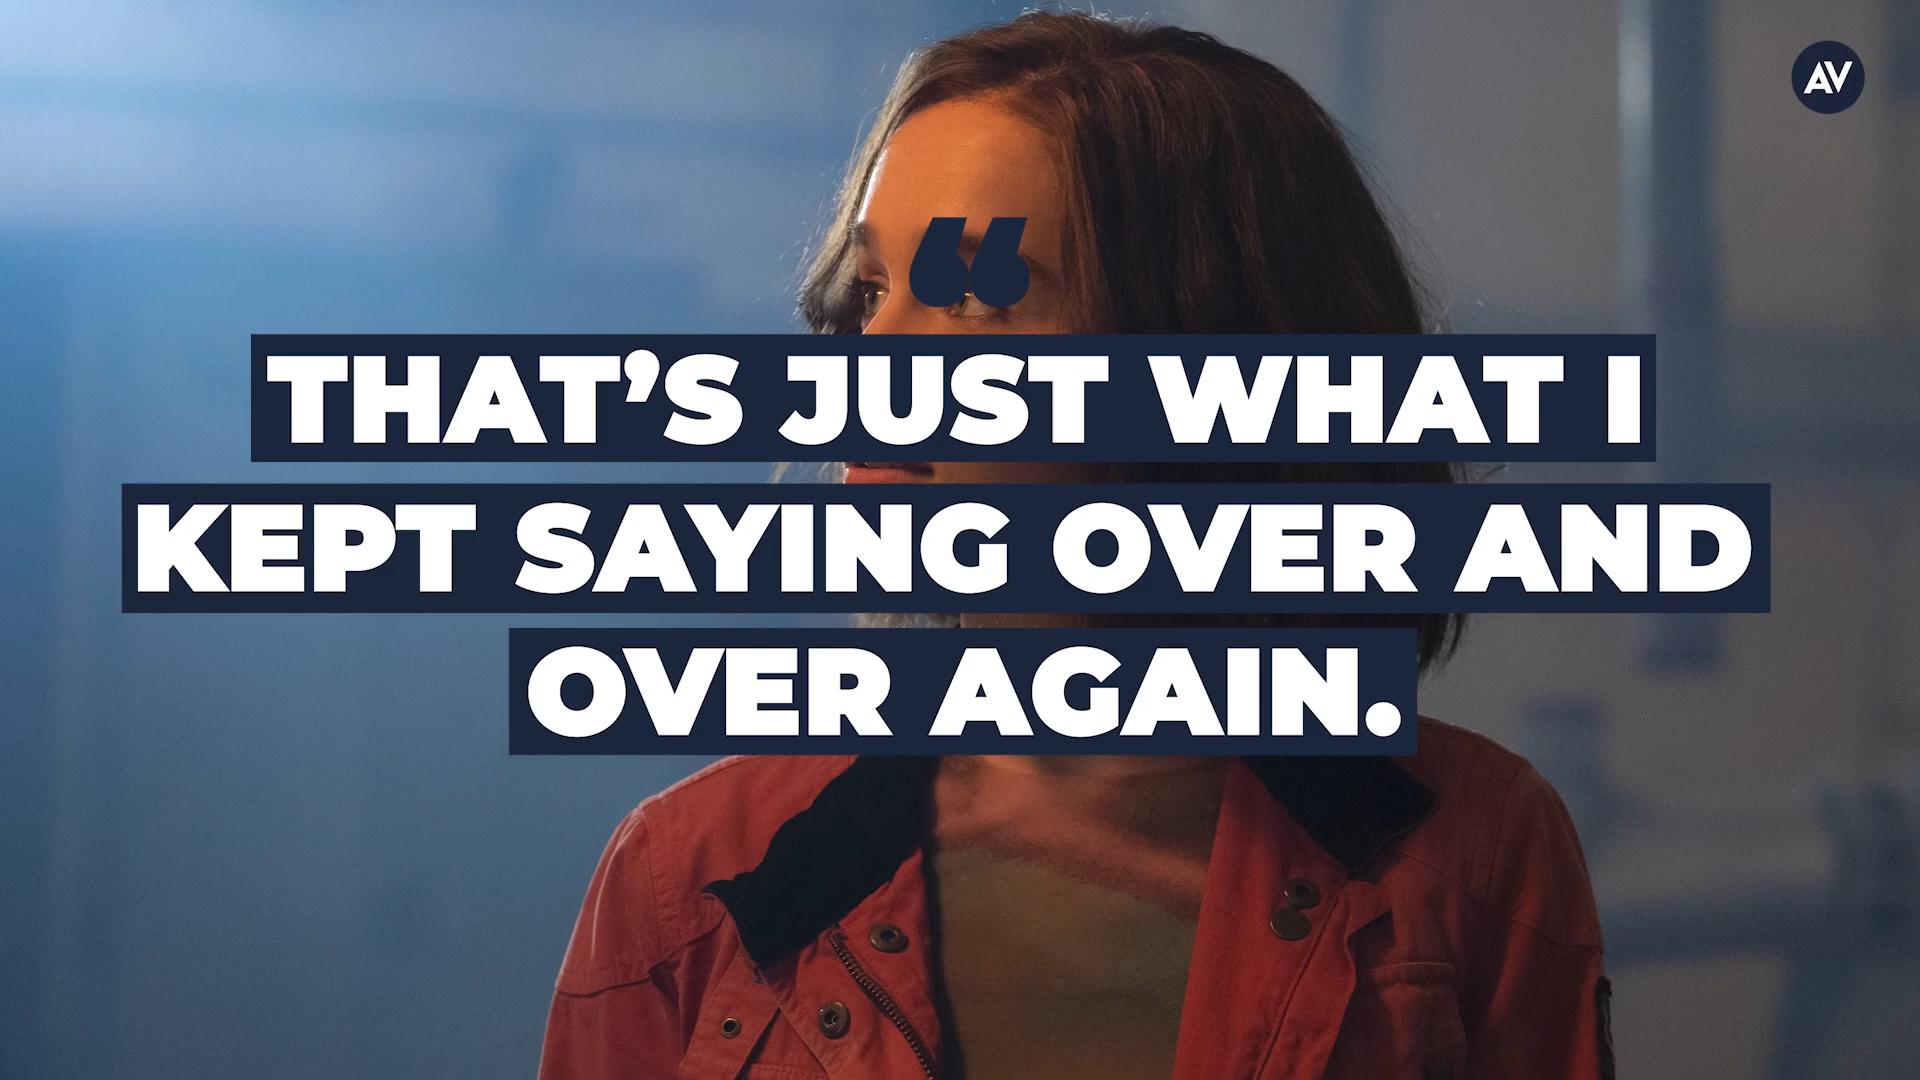 AV
“
THAT’S JUST WHAT I
KEPT SAYING OVER AND
OVER AGAIN.